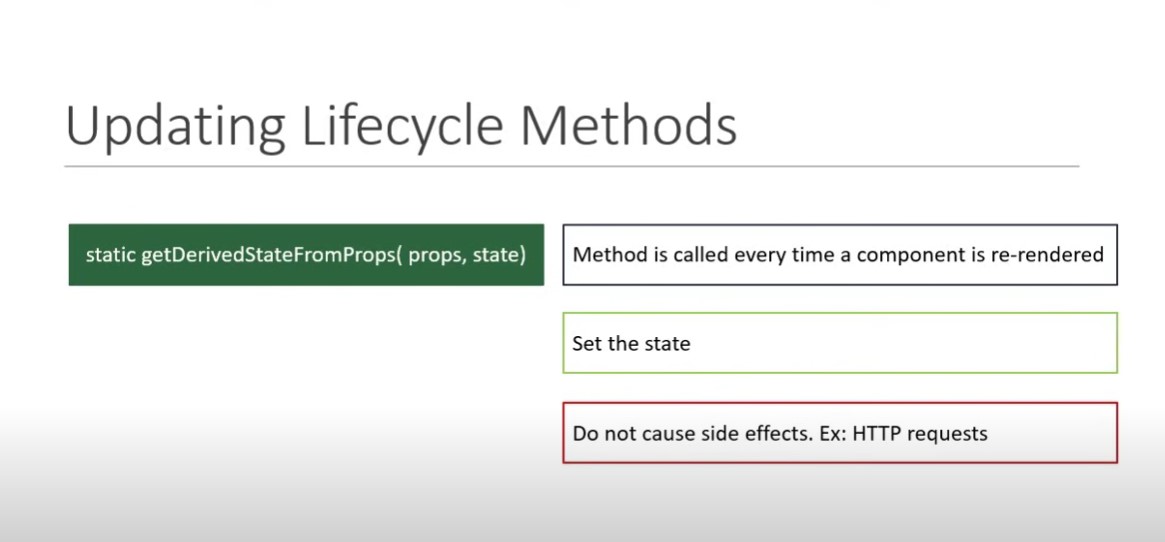 Updating Lifecycle Methods
static getDerivedStateFromProps( props, state)
Method is called every time a component is re-rendered
Set the state
Do not cause side effects. Ex: HTTP requests